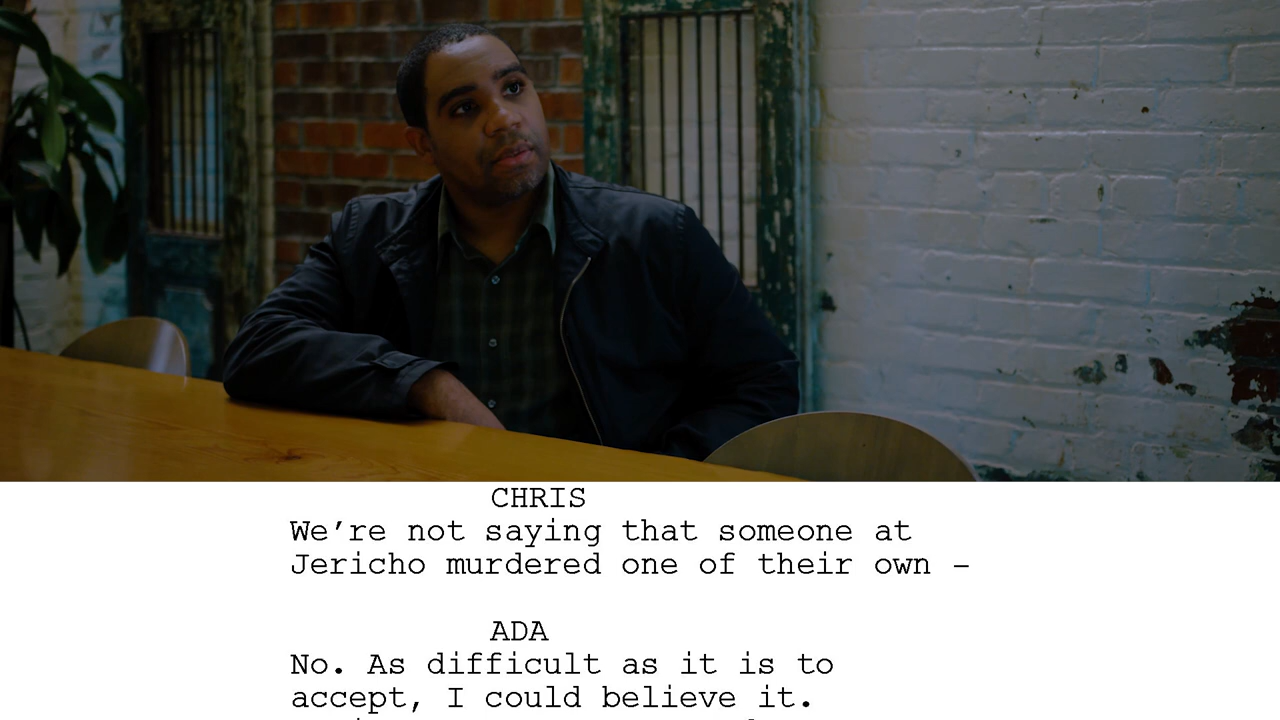 CHRIS
We’re not saying that someone at
Jericho murdered one of their own –
ADA
No. As difficult as it is to
accept, I could believe it.